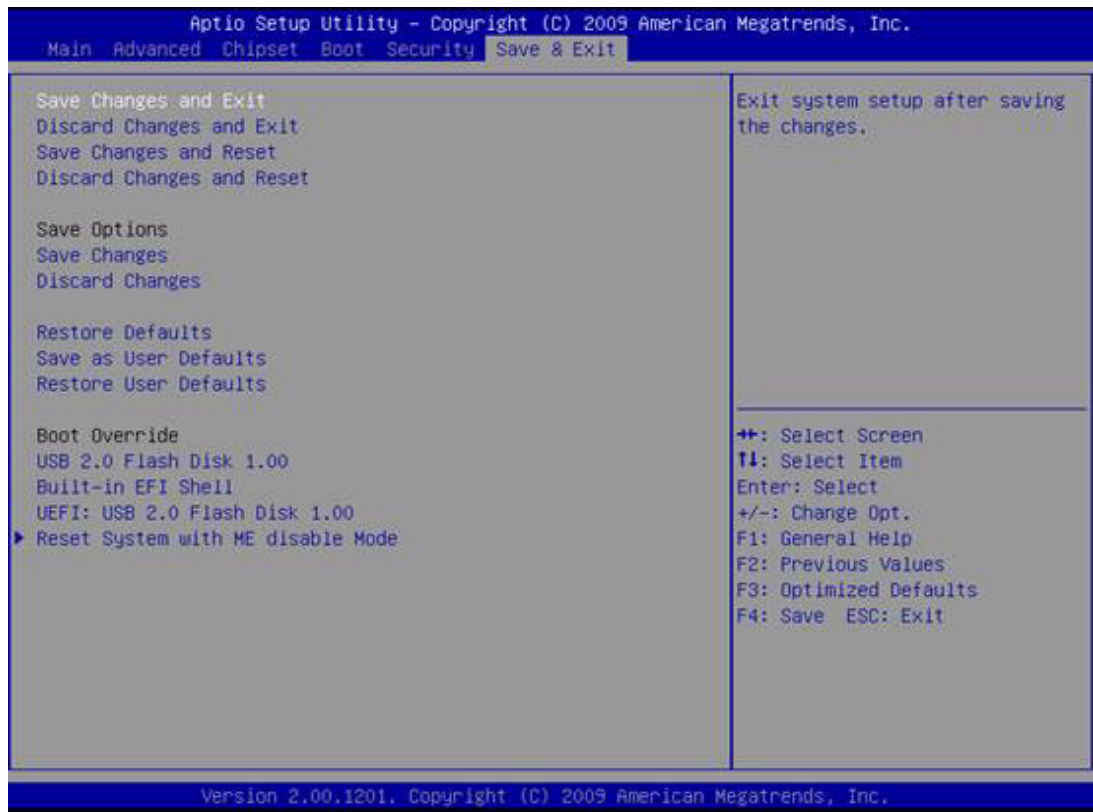 Aptio Setup Utility – Copyright (C) 2009 American Megatrends, Inc.
Main Advanced Chipset Boot Security Save & Exit
Save Changes and Exit
Discard Changes and Exit
Save Changes and Reset
Discard Changes and Reset
Save Options
Save Changes
Discard Changes
Restore Defaults
Save as User Defaults
Restore User Defaults
Boot Override
USB 2.0 Flash Disk 1.00
Built-in EFI Shell
UEFI: USB 2.0 Flash Disk 1.00
Reset System with ME disable Mode
Exit system setup after saving
the changes.
→←: Select Screen
↑↓: Select Item
Enter: Select
+/-: Change Opt.
F1: General Help
F2: Previous Values
F3: Optimized Defaults
F4: Save ESC: Exit
Version 2.00.1201. Copyright (C) 2009 American Megatrends, Inc.